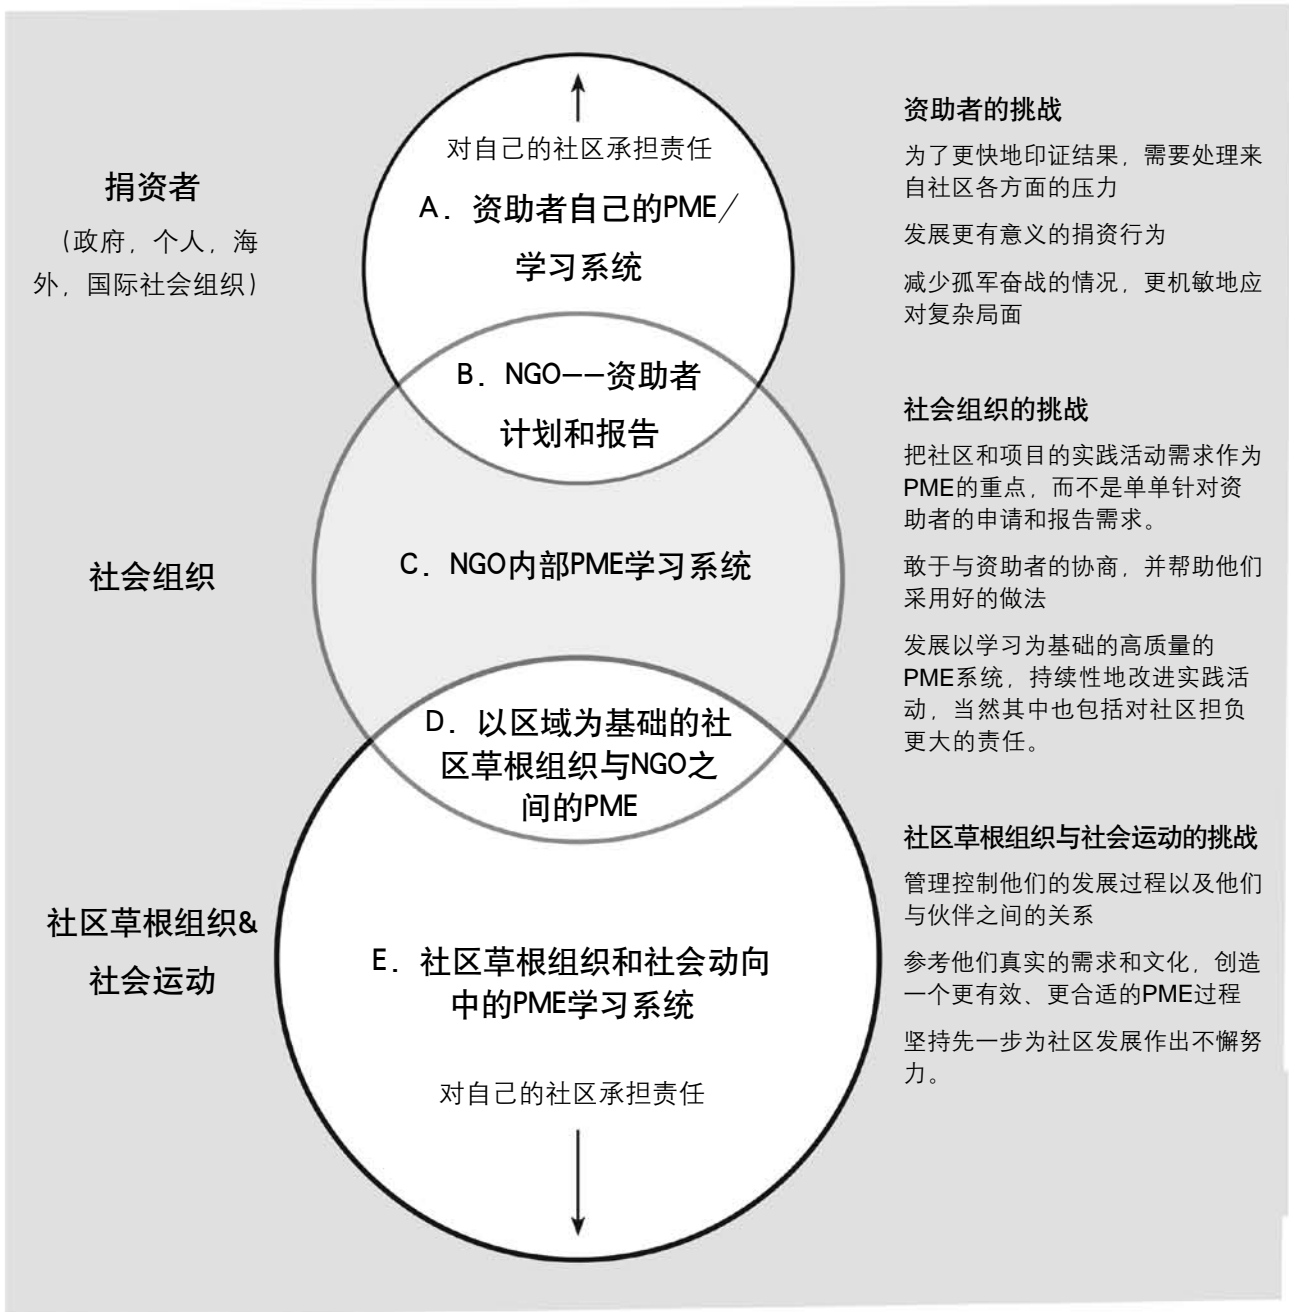 捐资者
（政府，个人，海
外，国际社会组织）
社会组织
社区草根组织&
社会运动
对自己的社区承担责任
A．资助者自己的PME/
学习系统
B．NGO——资助者
计划和报告
C．NGO内部PME学习系统
D．以区域为基础的社
区草根组织与NGO之
间的PME
E．社区草根组织和社会动向
中的PME学习系统
对自己的社区承担责任
资助者的挑战
为了更快地印证结果，需要处理来
自社区各方面的压力
发展更有意义的捐资行为
减少孤军奋战的情况，更机敏地应
对复杂局面
社会组织的挑战
把社区和项目的实践活动需求作为
PME的重点，而不是单单针对资
助者的申请和报告需求。
敢于与资助者的协商，并帮助他们
采用好的做法
发展以学习为基础的高质量的
PME系统，持续性地改进实践活
动，当然其中也包括对社区担负
更大的责任。
社区草根组织与社会运动的挑战
管理控制他们的发展过程以及他们
与伙伴之间的关系
参考他们真实的需求和文化，创造
一个更有效、更合适的PME过程
坚持先一步为社区发展作出不懈努
力。